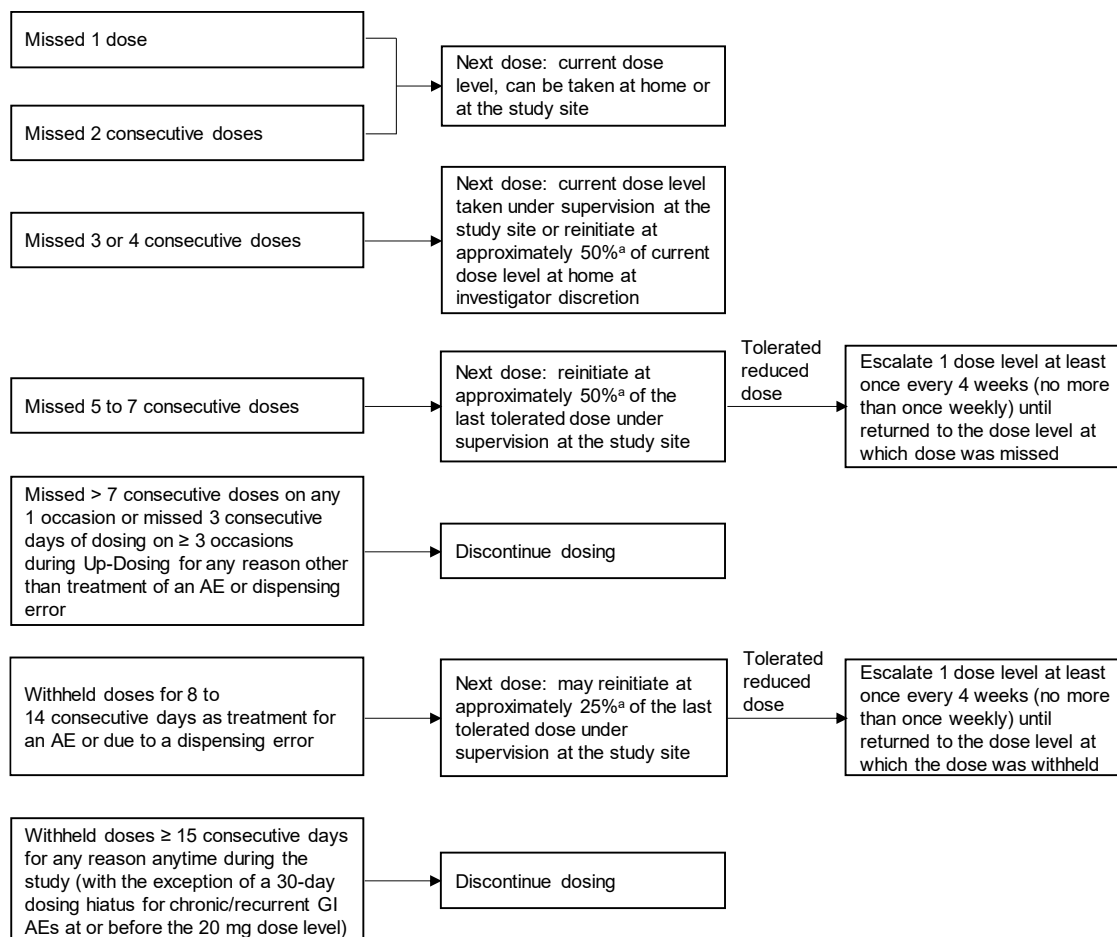 Missed 1 dose
Missed 2 consecutive doses
Next dose: current dose
level, can be taken at home or
at the study site
Missed 3 or 4 consecutive doses
Next dose: current dose level
taken under supervision at the
study site or reinitiate at
approximately 50%ᵃ of current
dose level at home at
investigator discretion
Missed 5 to 7 consecutive doses
Next dose: reinitiate at
approximately 50%ᵃ of the
last tolerated dose under
supervision at the study site
Tolerated
reduced
dose
Escalate 1 dose level at least
once every 4 weeks (no more
than once weekly) until
returned to the dose level at
which dose was missed
Missed > 7 consecutive doses on any
1 occasion or missed 3 consecutive
days of dosing on ≥ 3 occasions
during Up-Dosing for any reason other
than treatment of an AE or dispensing
error
Discontinue dosing
Withheld doses for 8 to
14 consecutive days as treatment for
an AE or due to a dispensing error
Next dose: may reinitiate at
approximately 25%ᵃ of the last
tolerated dose under
supervision at the study site
Tolerated
reduced
dose
Escalate 1 dose level at least
once every 4 weeks (no more
than once weekly) until
returned to the dose level at
which the dose was withheld
Withheld doses ≥ 15 consecutive days
for any reason anytime during the
study (with the exception of a 30-day
dosing hiatus for chronic/recurrent GI
AEs at or before the 20 mg dose level)
Discontinue dosing